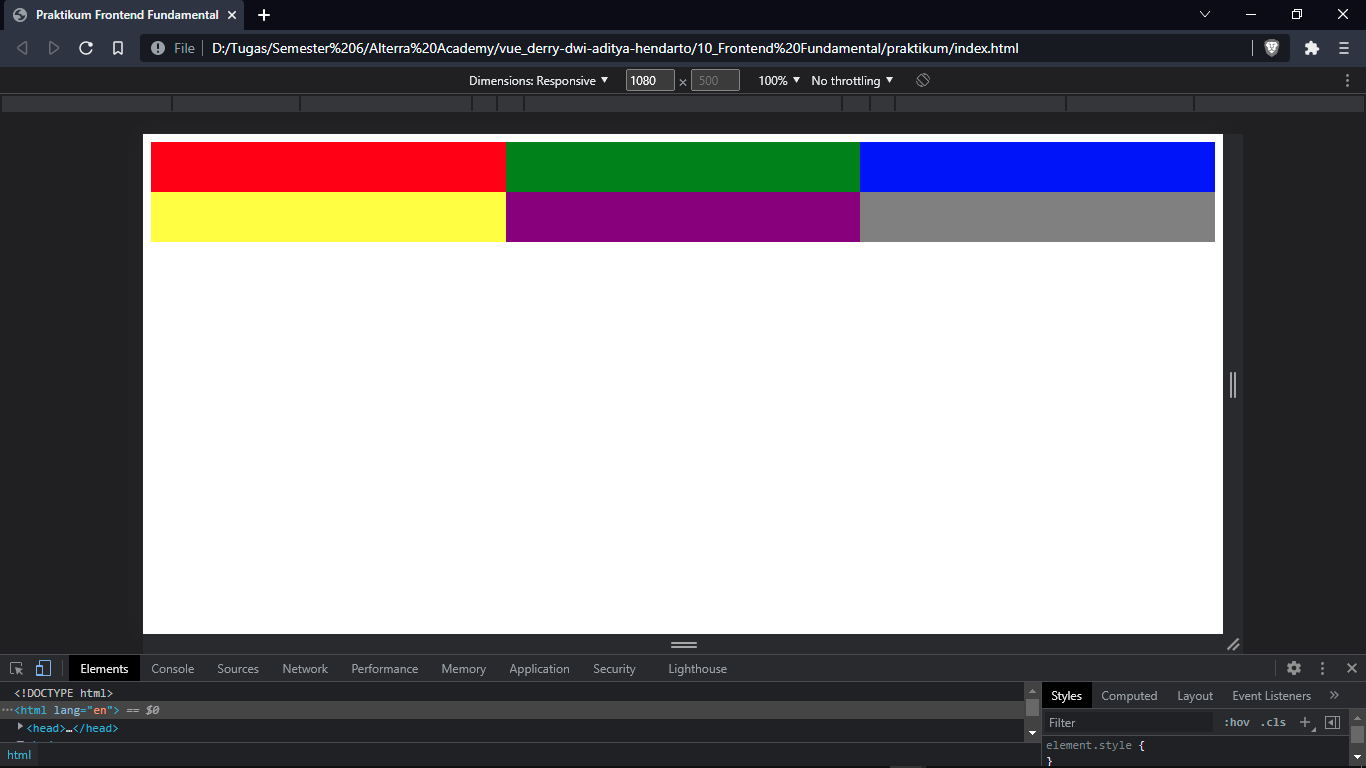 Praktikum Frontend Fundamental
File D:/Tugas/Semester%206/Alterra%20Academy/vue_derry-dwi-aditya-hendarto/10_Frontend%20Fundamental/praktikum/index.html
Dimensions: Responsive 1080 × 500 100% No throttling
Elements Console Sources Network Performance Memory Application Security Lighthouse
<!DOCTYPE html>
Styles Computed Layout Event Listeners »
<html lang="en"> == $0
Filter :hov .cls
<head>…</head>
element.style {
}
html